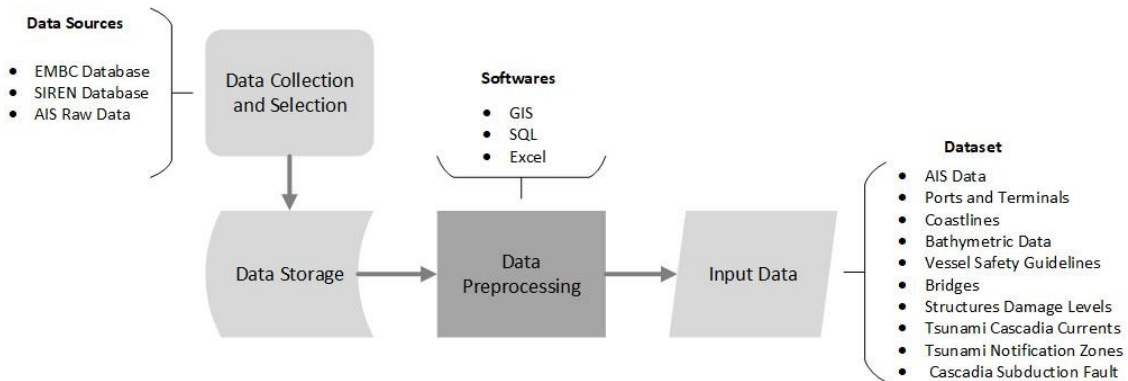 Data Sources
• EMBC Database
• SIREN Database
• AIS Raw Data
Data Collection
and Selection
Softwares
• GIS
• SQL
• Excel
Data Storage
Data
Preprocessing
Input Data
Dataset
• AIS Data
• Ports and Terminals
• Coastlines
• Bathymetric Data
• Vessel Safety Guidelines
• Bridges
• Structures Damage Levels
• Tsunami Cascadia Currents
• Tsunami Notification Zones
• Cascadia Subduction Fault